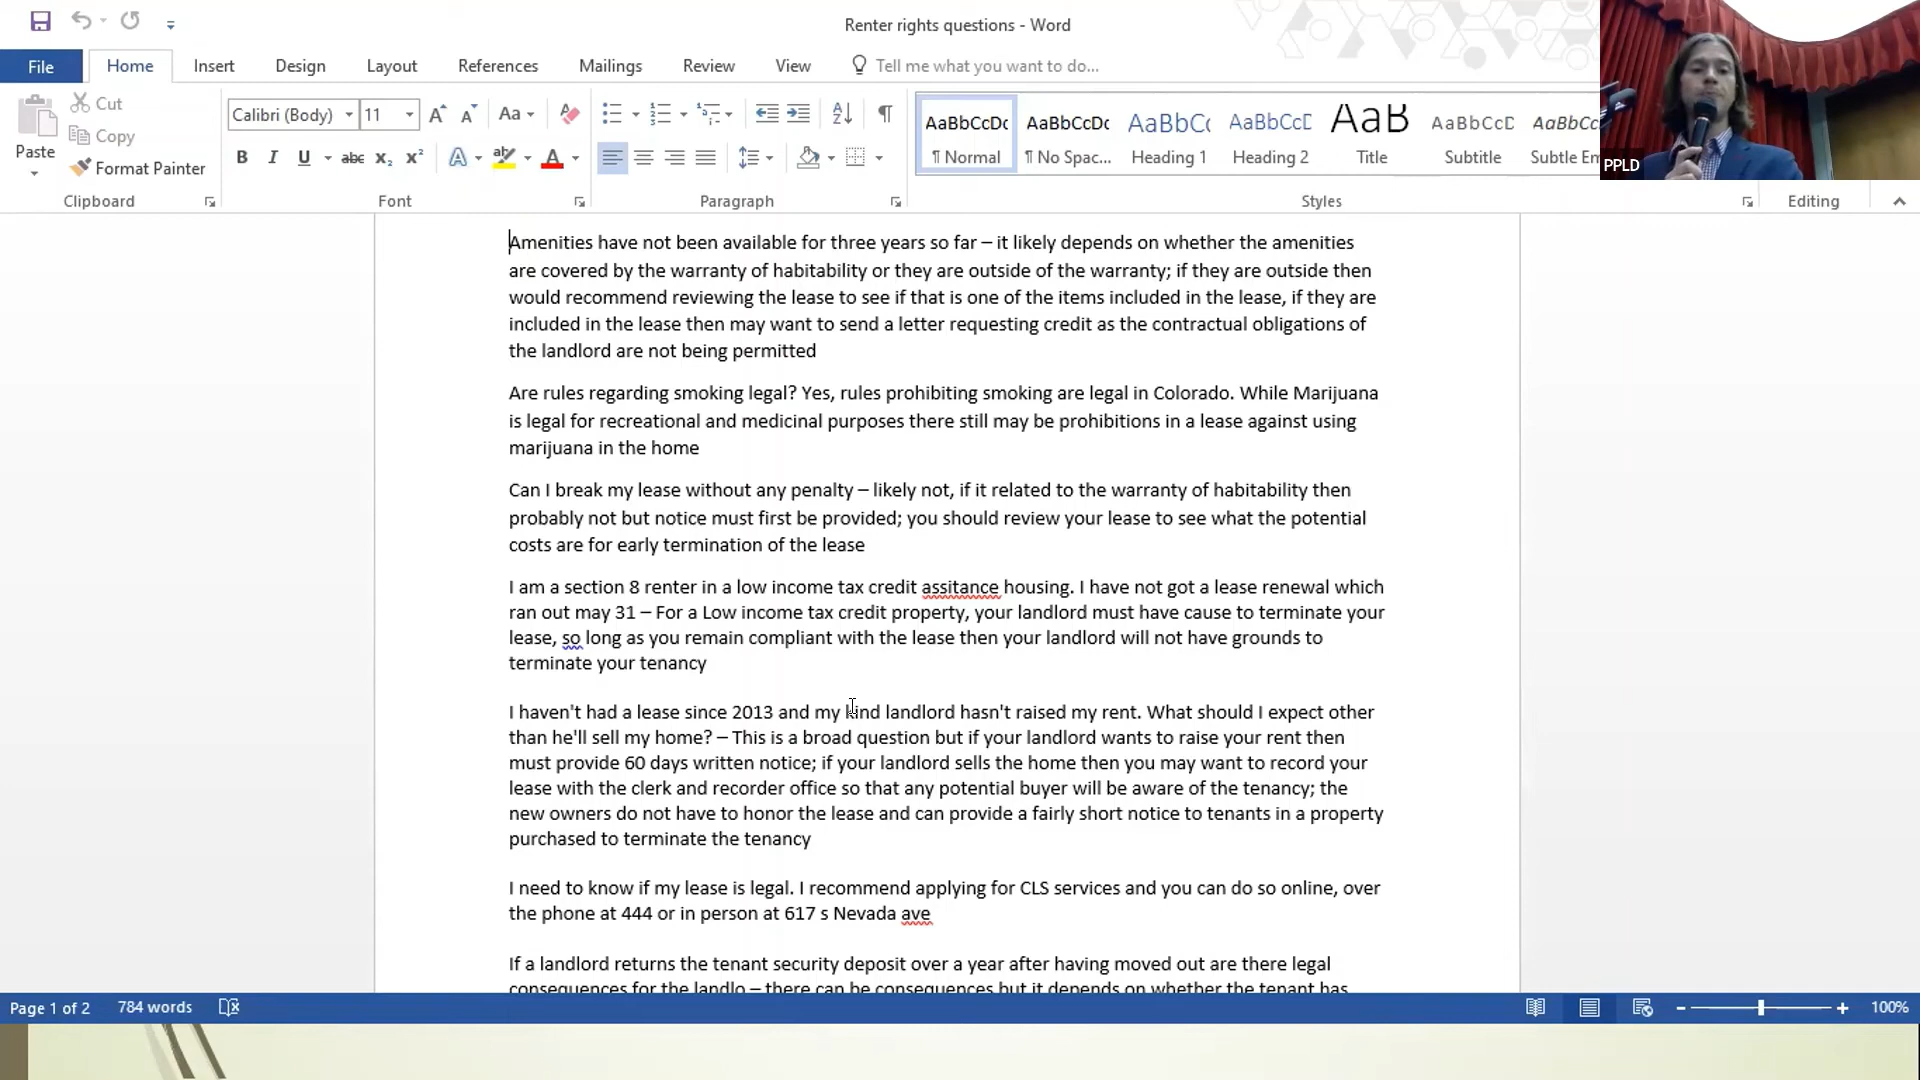 Renter rights questions - Word
File Home Insert Design Layout References Mailings Review View Tell me what you want to do...
Paste
Cut
Copy
Format Painter
Calibri (Body) 11
AaBbCcDc AaBbCcDc AaBbC AaBbCcD AaB AaBbCcD AaBbCc
¶ Normal ¶ No Spac... Heading 1 Heading 2 Title Subtitle Subtle Em
PPLD
Clipboard Font Paragraph Styles Editing
Amenities have not been available for three years so far – it likely depends on whether the amenities
are covered by the warranty of habitability or they are outside of the warranty; if they are outside then
would recommend reviewing the lease to see if that is one of the items included in the lease, if they are
included in the lease then may want to send a letter requesting credit as the contractual obligations of
the landlord are not being permitted
Are rules regarding smoking legal? Yes, rules prohibiting smoking are legal in Colorado. While Marijuana
is legal for recreational and medicinal purposes there still may be prohibitions in a lease against using
marijuana in the home
Can I break my lease without any penalty – likely not, if it related to the warranty of habitability then
probably not but notice must first be provided; you should review your lease to see what the potential
costs are for early termination of the lease
I am a section 8 renter in a low income tax credit assitance housing. I have not got a lease renewal which
ran out may 31 – For a Low income tax credit property, your landlord must have cause to terminate your
lease, so long as you remain compliant with the lease then your landlord will not have grounds to
terminate your tenancy
I haven't had a lease since 2013 and my kind landlord hasn't raised my rent. What should I expect other
than he'll sell my home? – This is a broad question but if your landlord wants to raise your rent then
must provide 60 days written notice; if your landlord sells the home then you may want to record your
lease with the clerk and recorder office so that any potential buyer will be aware of the tenancy; the
new owners do not have to honor the lease and can provide a fairly short notice to tenants in a property
purchased to terminate the tenancy
I need to know if my lease is legal. I recommend applying for CLS services and you can do so online, over
the phone at 444 or in person at 617 s Nevada ave
If a landlord returns the tenant security deposit over a year after having moved out are there legal
consequences for the landlo – there can be consequences but it depends on whether the tenant has
Page 1 of 2 784 words 100%